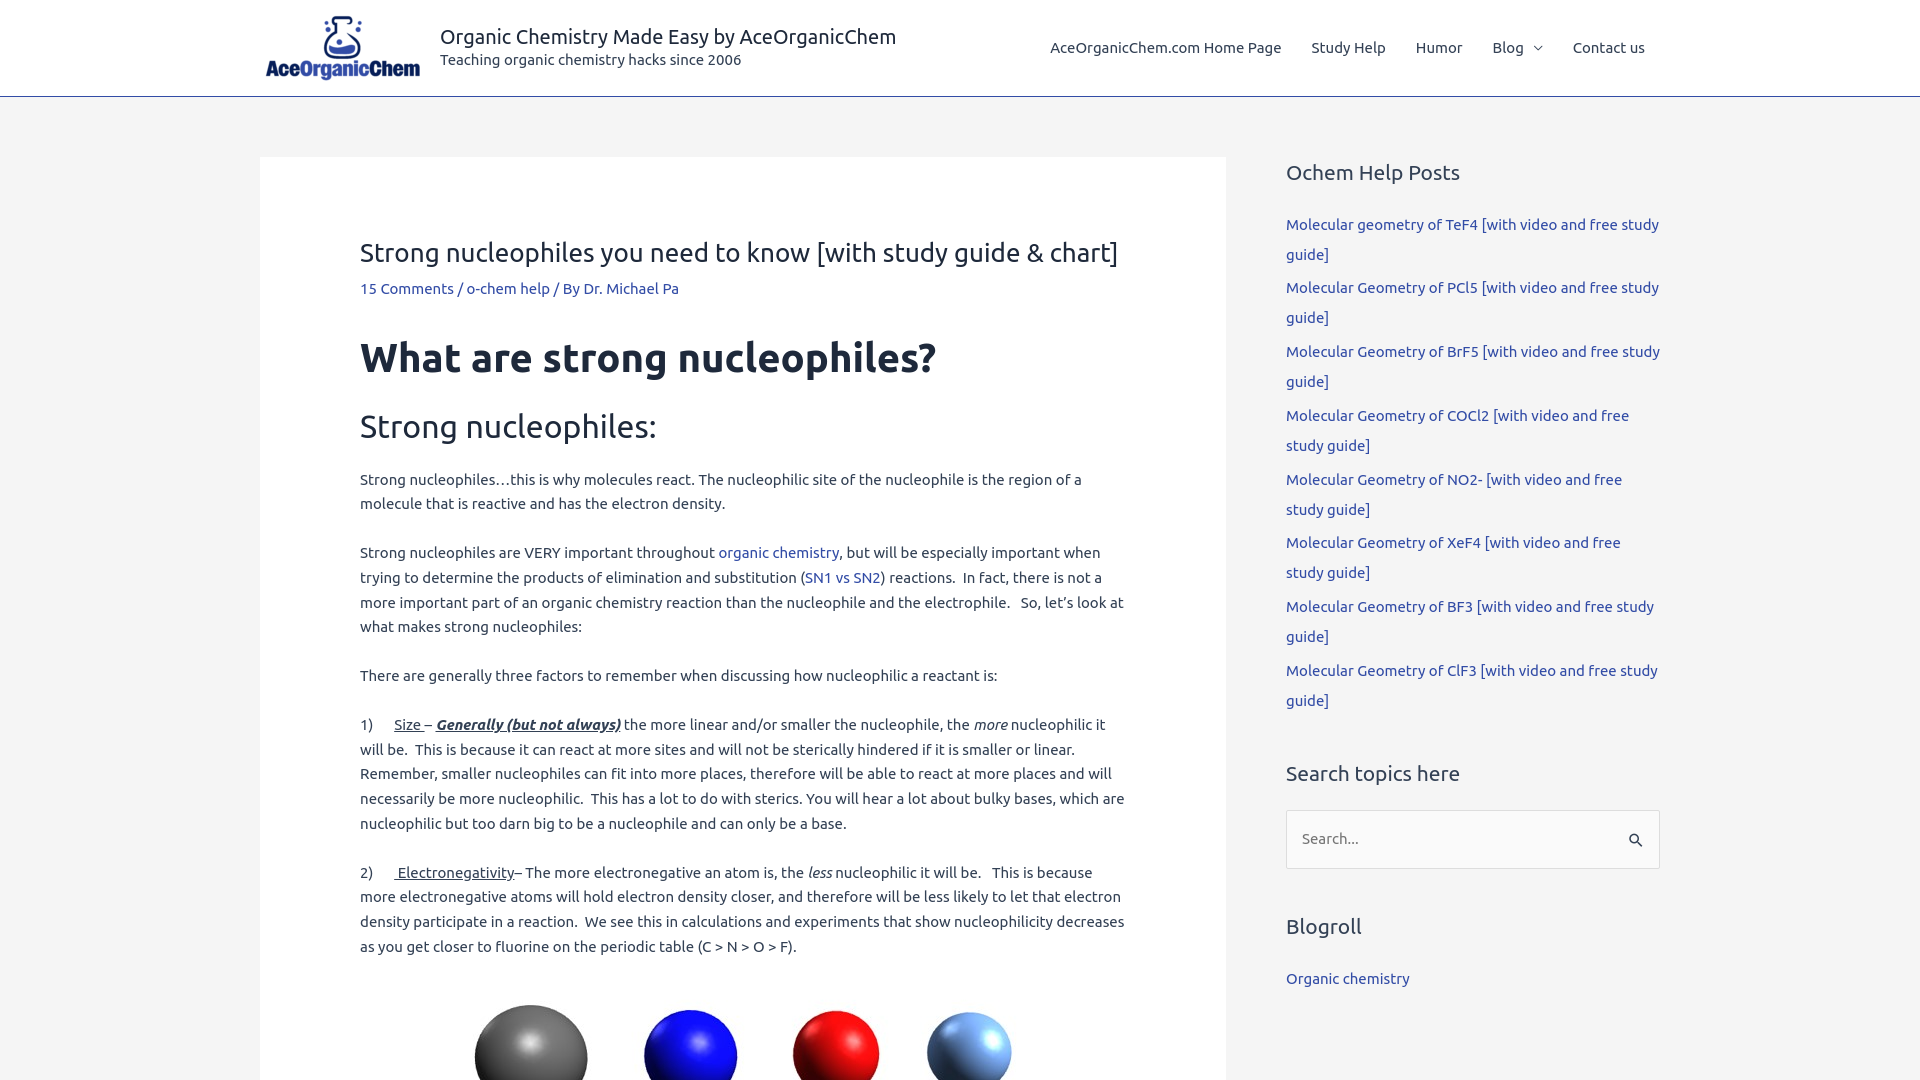 AceOrganicChem
Organic Chemistry Made Easy by AceOrganicChem
Teaching organic chemistry hacks since 2006
AceOrganicChem.com Home Page Study Help Humor Blog Contact us
Strong nucleophiles you need to know [with study guide & chart]
15 Comments / o-chem help / By Dr. Michael Pa
What are strong nucleophiles?
Strong nucleophiles:
Strong nucleophiles…this is why molecules react. The nucleophilic site of the nucleophile is the region of a
molecule that is reactive and has the electron density.
Strong nucleophiles are VERY important throughout organic chemistry, but will be especially important when
trying to determine the products of elimination and substitution (SN1 vs SN2) reactions.  In fact, there is not a
more important part of an organic chemistry reaction than the nucleophile and the electrophile.   So, let’s look at
what makes strong nucleophiles:
There are generally three factors to remember when discussing how nucleophilic a reactant is:
1)      Size – Generally (but not always) the more linear and/or smaller the nucleophile, the more nucleophilic it
will be.  This is because it can react at more sites and will not be sterically hindered if it is smaller or linear.
Remember, smaller nucleophiles can fit into more places, therefore will be able to react at more places and will
necessarily be more nucleophilic.  This has a lot to do with sterics. You will hear a lot about bulky bases, which are
nucleophilic but too darn big to be a nucleophile and can only be a base.
2)      Electronegativity– The more electronegative an atom is, the less nucleophilic it will be.   This is because
more electronegative atoms will hold electron density closer, and therefore will be less likely to let that electron
density participate in a reaction.  We see this in calculations and experiments that show nucleophilicity decreases
as you get closer to fluorine on the periodic table (C > N > O > F).
Ochem Help Posts
Molecular geometry of TeF4 [with video and free study
guide]
Molecular Geometry of PCl5 [with video and free study
guide]
Molecular Geometry of BrF5 [with video and free study
guide]
Molecular Geometry of COCl2 [with video and free
study guide]
Molecular Geometry of NO2- [with video and free
study guide]
Molecular Geometry of XeF4 [with video and free
study guide]
Molecular Geometry of BF3 [with video and free study
guide]
Molecular Geometry of ClF3 [with video and free study
guide]
Search topics here
Search...
Blogroll
Organic chemistry